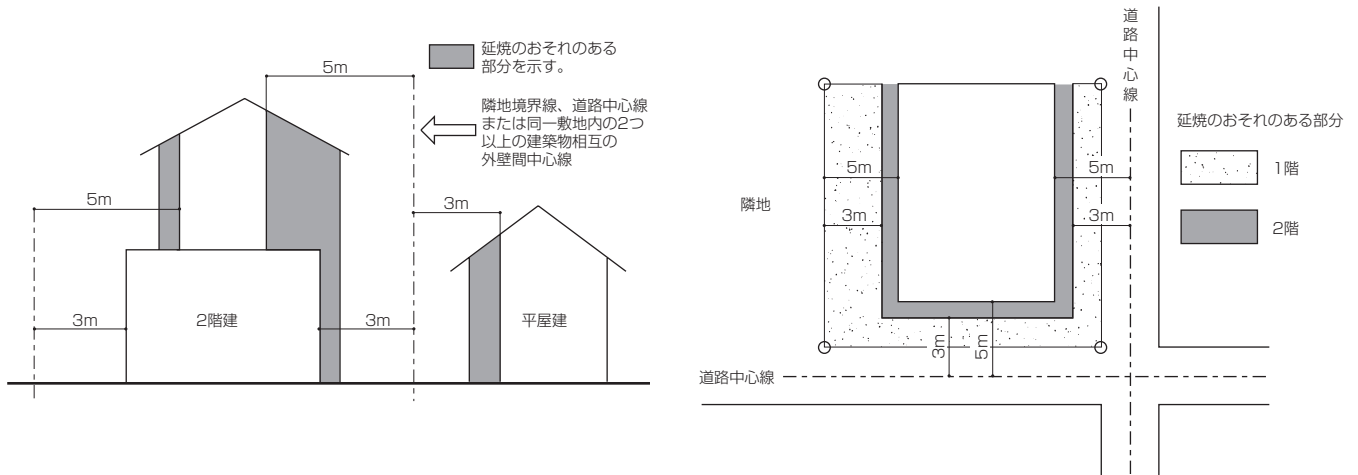 延焼のおそれのある
部分を示す。
5m
隣地境界線、道路中心線
または同一敷地内の2つ
以上の建築物相互の
外壁間中心線
5m
3m
3m
2階建
3m
平屋建
道路中心線
延焼のおそれのある部分
1階
2階
隣地
5m
5m
3m
3m
3m
5m
道路中心線